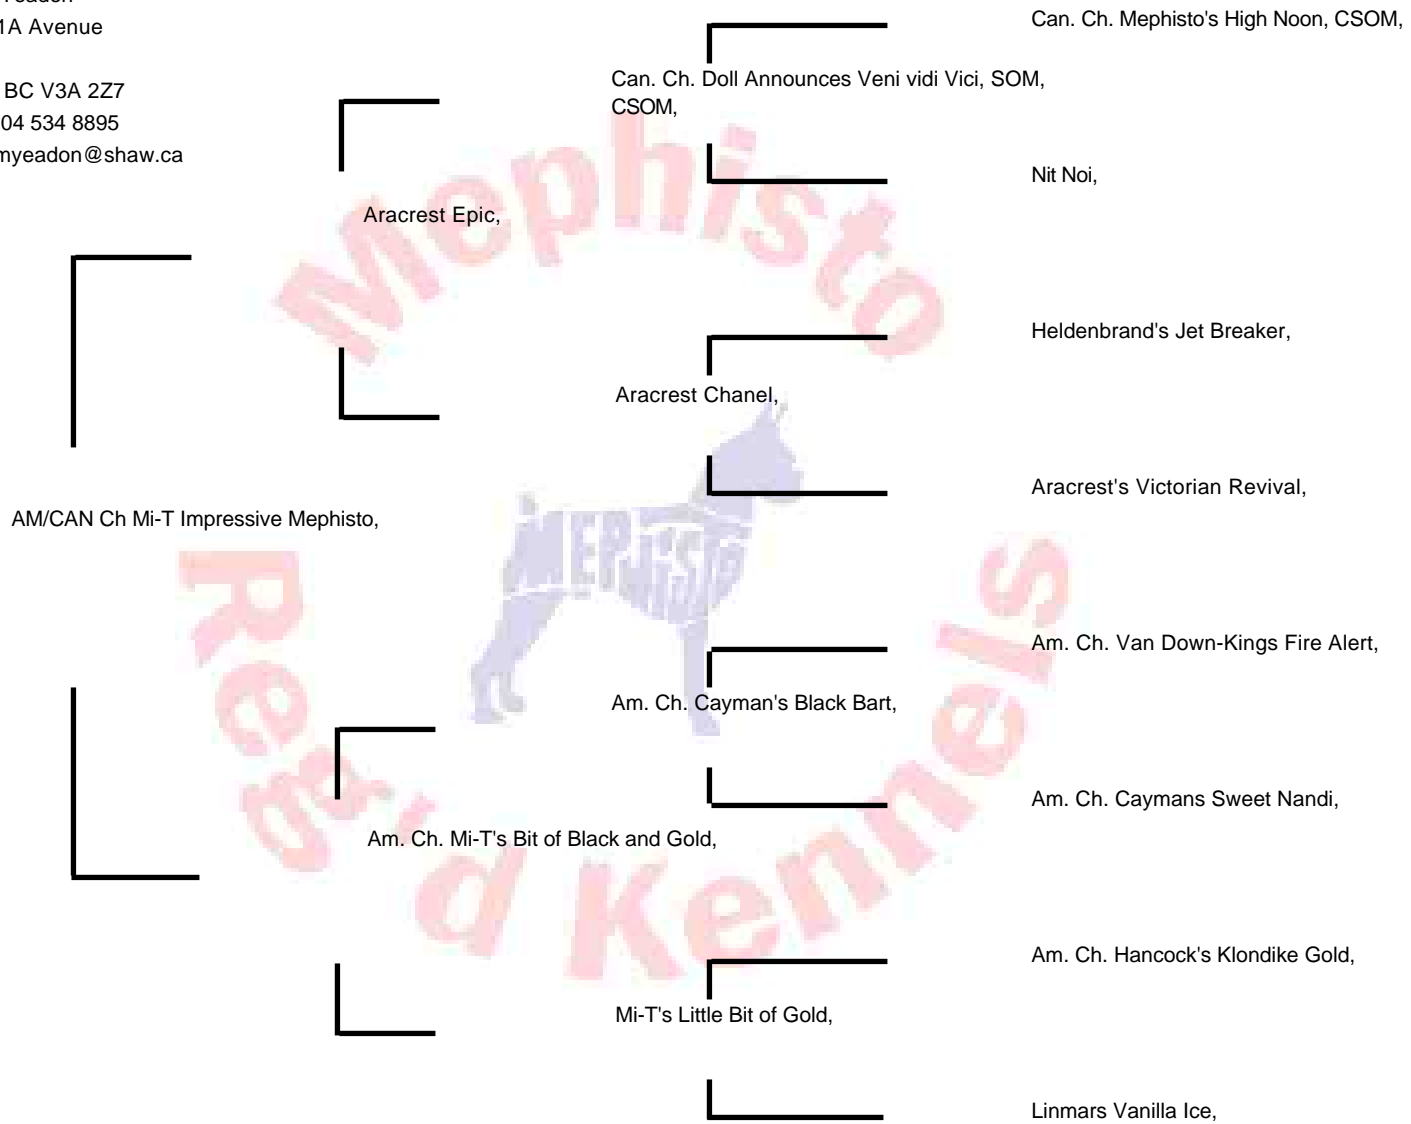 1A Avenue
BC V3A 2Z7
04 534 8895
myeadon@shaw.ca
Can. Ch. Mephisto's High Noon, CSOM,
Can. Ch. Doll Announces Veni vidi Vici, SOM,
CSOM,
Nit Noi,
Aracrest Epic,
Heldenbrand's Jet Breaker,
Aracrest Chanel,
Aracrest's Victorian Revival,
AM/CAN Ch Mi-T Impressive Mephisto,
Am. Ch. Van Down-Kings Fire Alert,
Am. Ch. Cayman's Black Bart,
Am. Ch. Caymans Sweet Nandi,
Am. Ch. Mi-T's Bit of Black and Gold,
Am. Ch. Hancock's Klondike Gold,
Mi-T's Little Bit of Gold,
Linmars Vanilla Ice,
Mephisto
MEPHISTO
Reg'd Kennels